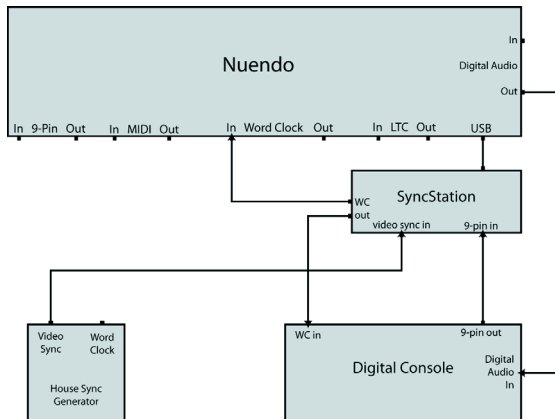 In
Nuendo
Digital Audio
Out
In 9-Pin Out In MIDI Out In Word Clock Out In LTC Out USB
SyncStation
WC
out
video sync in 9-pin in
Video
Sync
Word
Clock
House Sync
Generator
WC in 9-pin out
Digital Console
Digital
Audio
In